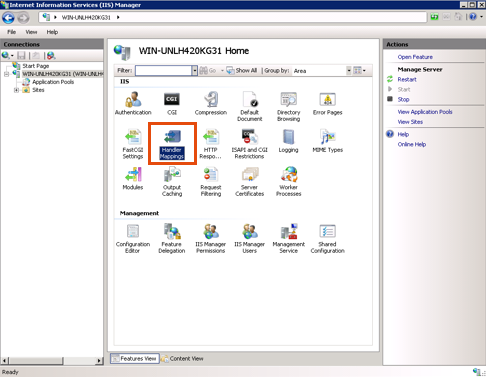 Internet Information Services (IIS) Manager
WIN-UNLH420KG31
File View Help
Connections
Start Page
WIN-UNLH420KG31 (WIN-UNLH
Application Pools
Sites
WIN-UNLH420KG31 Home
Filter: Go Show All Group by: Area
IIS
Authentication CGI Compression Default Document Directory Browsing Error Pages
FastCGI Settings Handler Mappings HTTP Respo... ISAPI and CGI Restrictions Logging MIME Types
Modules Output Caching Request Filtering Server Certificates Worker Processes
Management
Configuration Editor Feature Delegation IIS Manager Permissions IIS Manager Users Management Service Shared Configuration
Features View Content View
Actions
Open Feature
Manage Server
Restart
Start
Stop
View Application Pools
View Sites
Help
Online Help
Ready